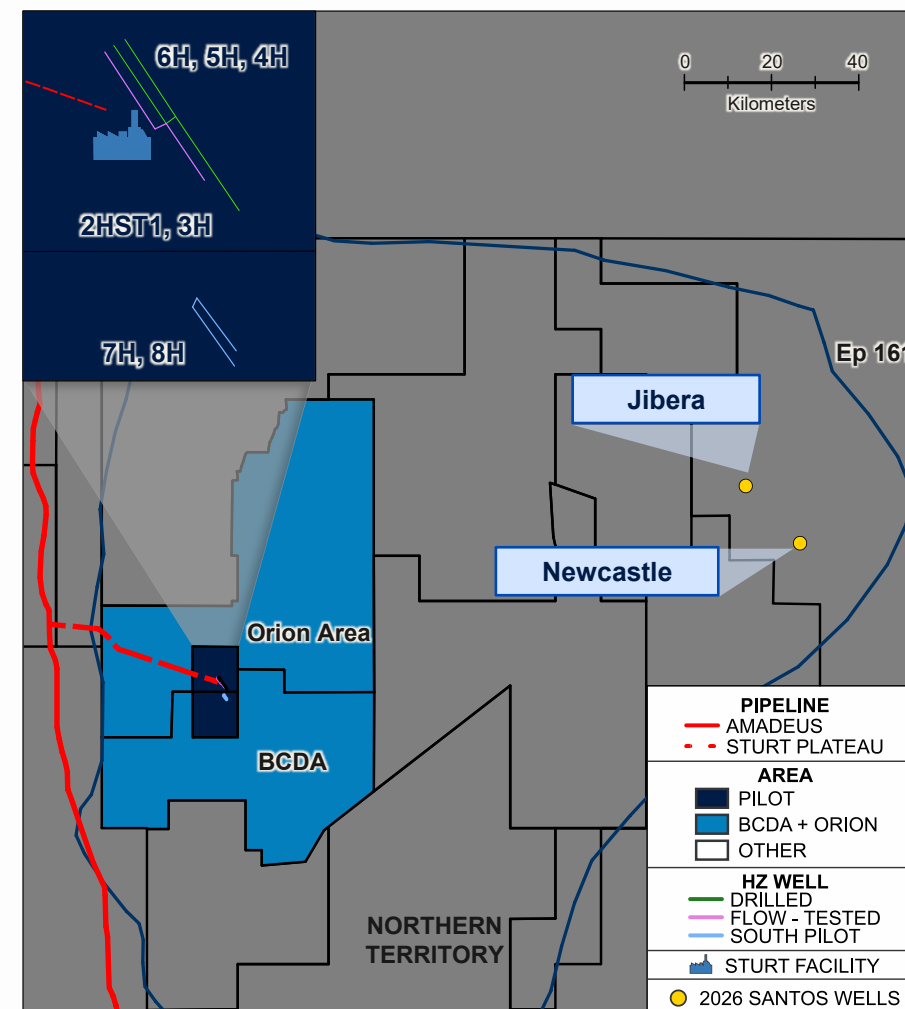 6H, 5H, 4H
2HST1, 3H
7H, 8H
0 20 40
Kilometers
Ep 161
Jibera
Newcastle
Orion Area
BCDA
NORTHERN
TERRITORY
PIPELINE
AMADEUS
STURT PLATEAU
AREA
PILOT
BCDA + ORION
OTHER
HZ WELL
DRILLED
FLOW - TESTED
SOUTH PILOT
STURT FACILITY
2026 SANTOS WELLS